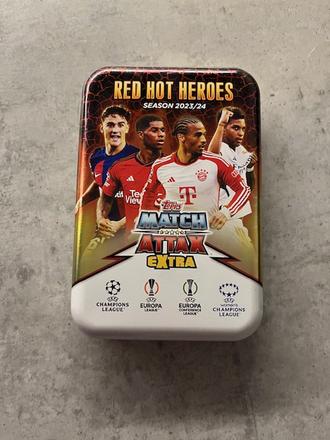 RED HOT HEROES
SEASON 2023/24
Topps
MATCH
ATTAX
EXTRA
CHAMPIONS
LEAGUE
EUROPA
LEAGUE
EUROPA
CONFERENCE
LEAGUE
WOMEN'S
CHAMPIONS
LEAGUE